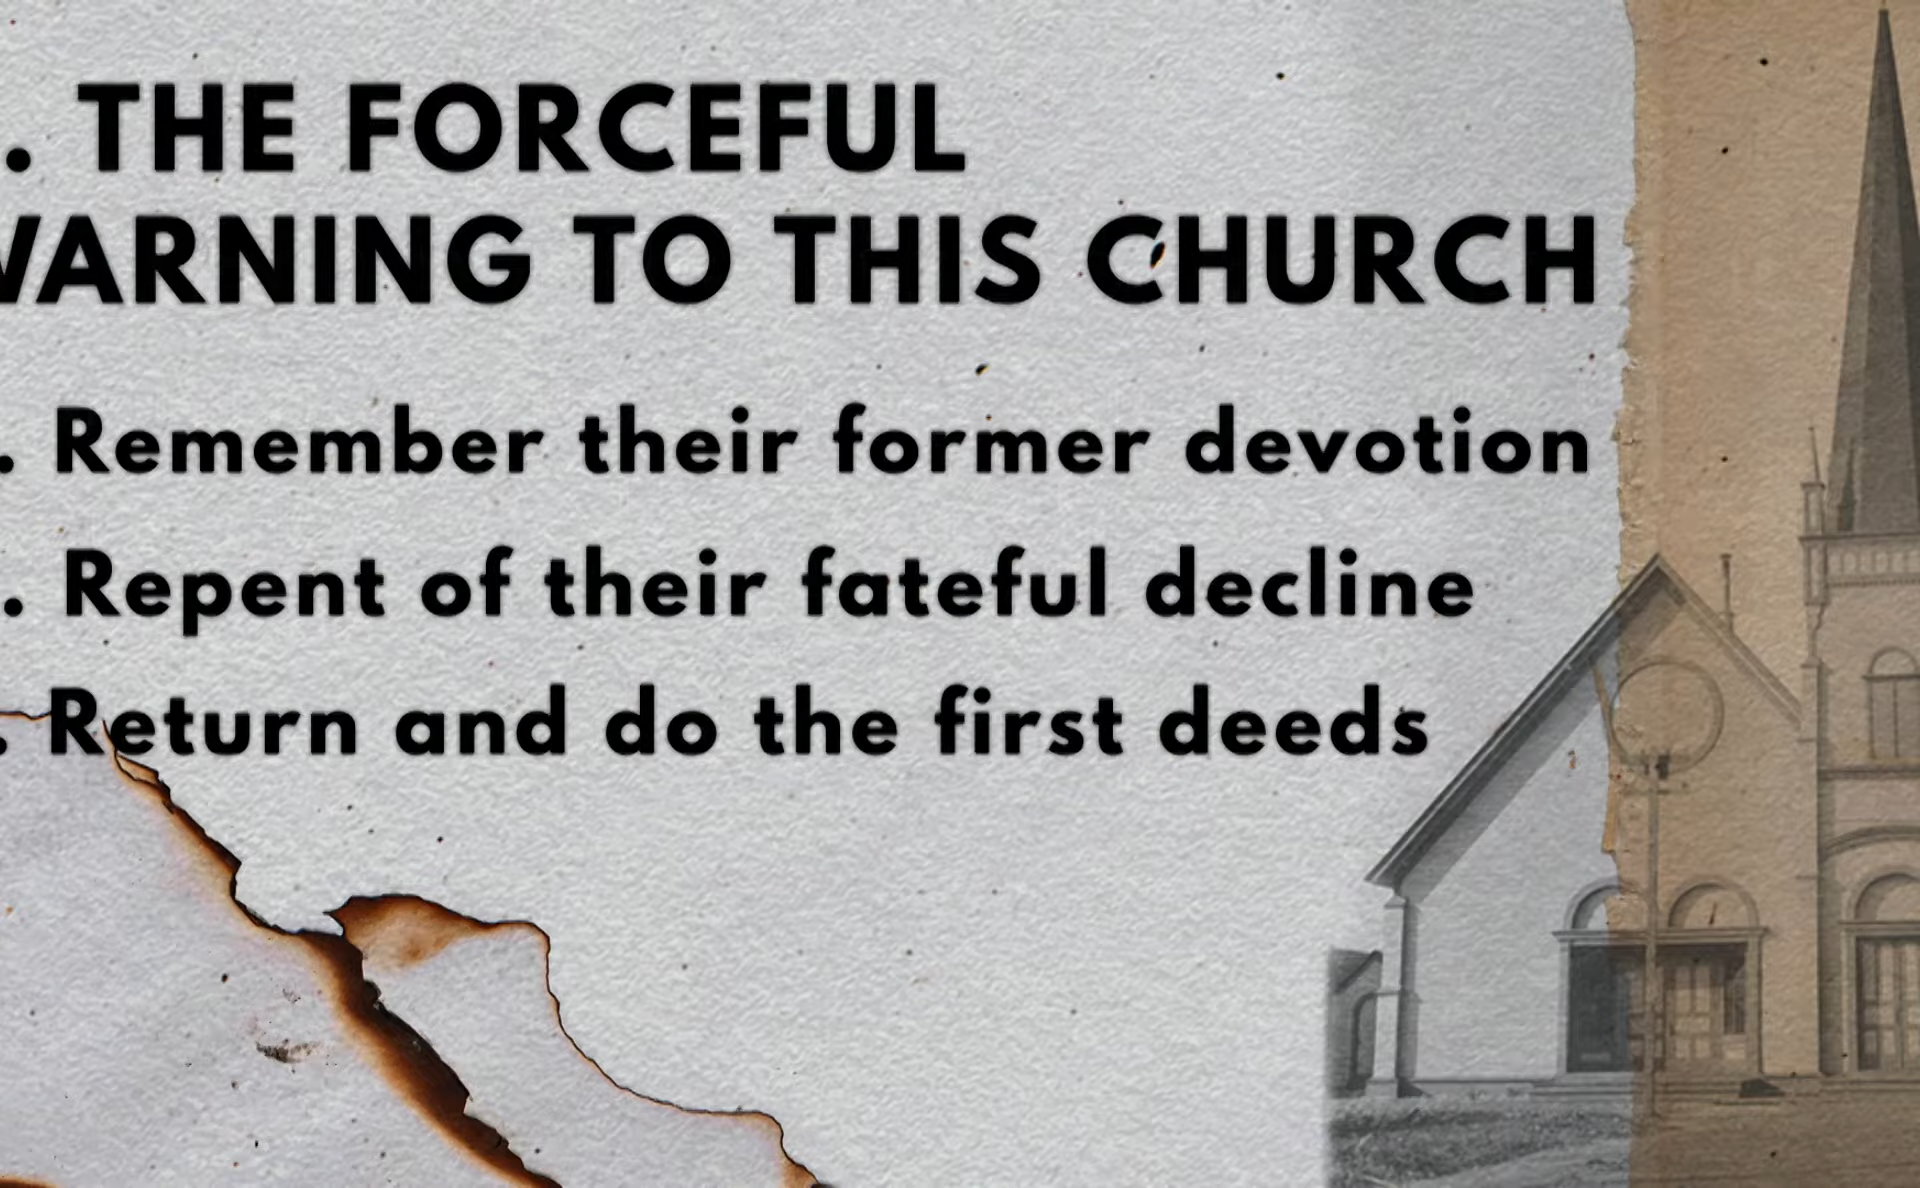 . THE FORCEFUL
WARNING TO THIS CHURCH
. Remember their former devotion
. Repent of their fateful decline
. Return and do the first deeds